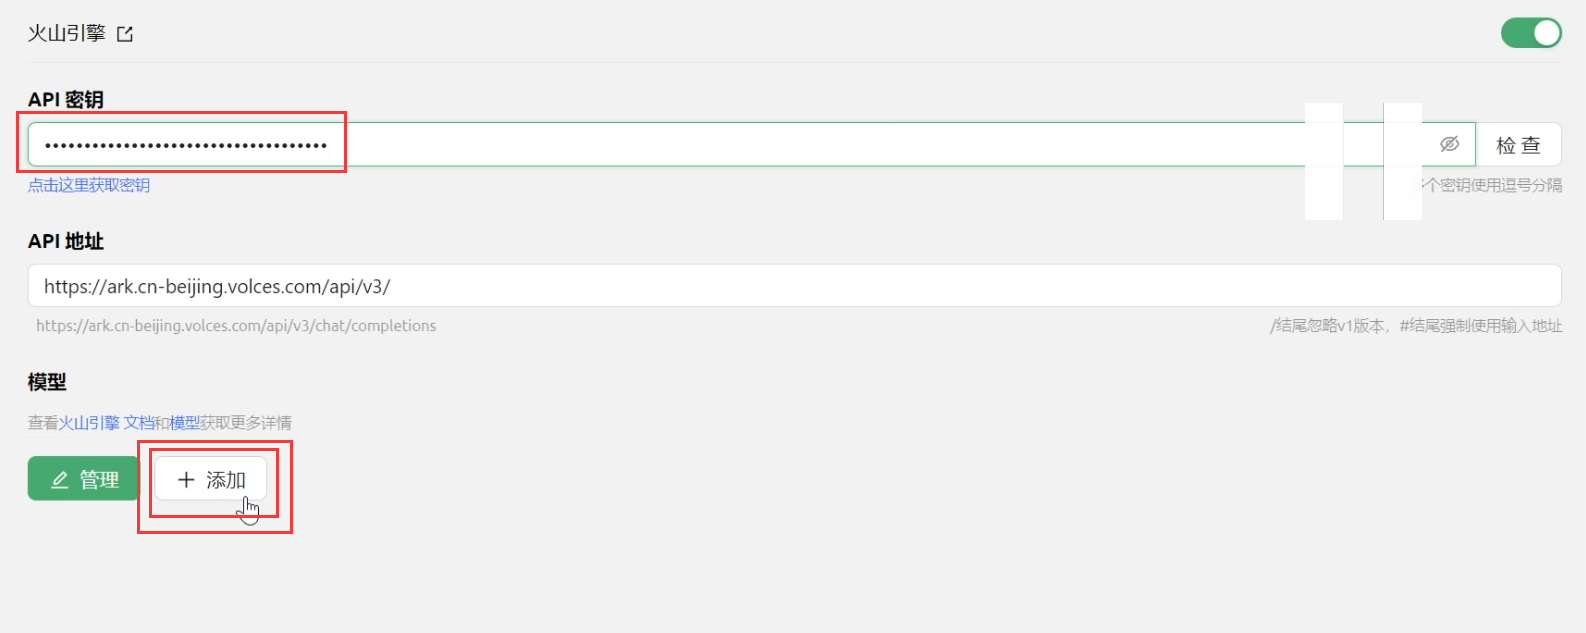 火山引擎
API 密钥
••••••••••••••••••••••••••••••••••••
检 查
点击这里获取密钥
个密钥使用逗号分隔
API 地址
https://ark.cn-beijing.volces.com/api/v3/
https://ark.cn-beijing.volces.com/api/v3/chat/completions
/结尾忽略v1版本，#结尾强制使用输入地址
模型
查看火山引擎 文档和模型获取更多详情
管理
+ 添加